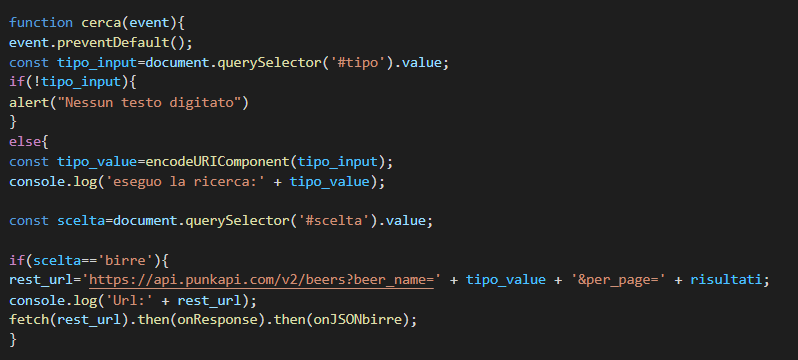 function cerca(event){
event.preventDefault();
const tipo_input=document.querySelector('#tipo').value;
if(!tipo_input){
alert("Nessun testo digitato")
}
else{
const tipo_value=encodeURIComponent(tipo_input);
console.log('eseguo la ricerca:' + tipo_value);
const scelta=document.querySelector('#scelta').value;
if(scelta=='birre'){
rest_url='https://api.punkapi.com/v2/beers?beer_name=' + tipo_value + '&per_page=' + risultati;
console.log('Url:' + rest_url);
fetch(rest_url).then(onResponse).then(onJSONbirre);
}